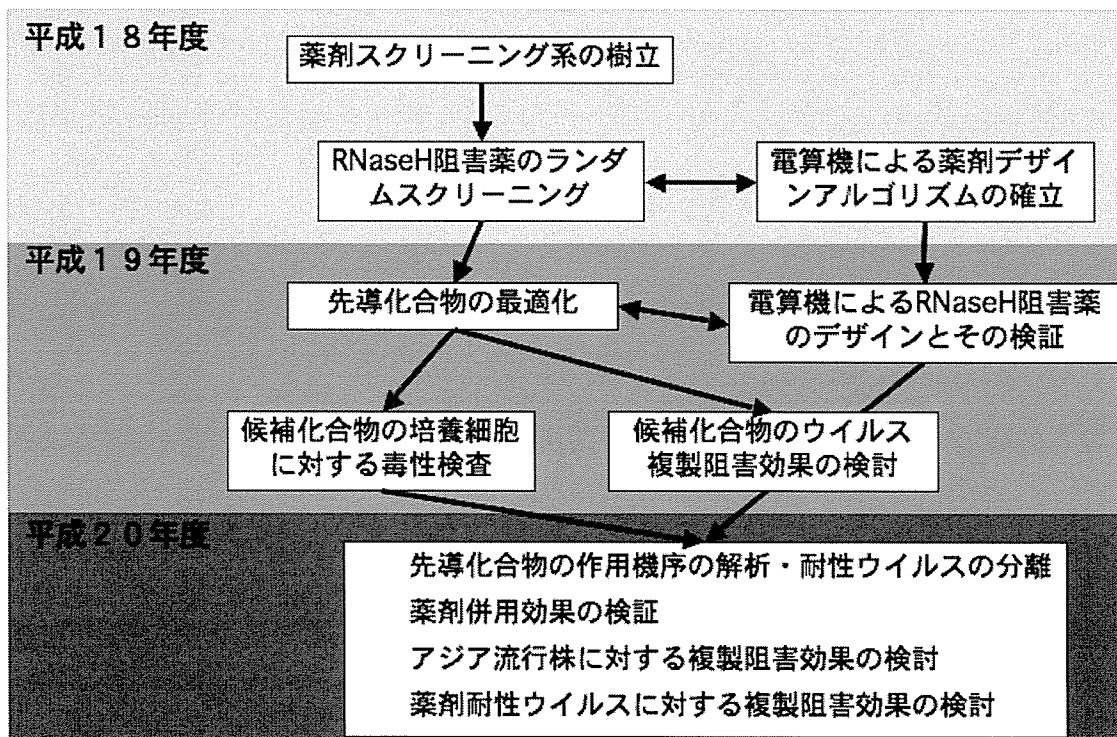 平成１８年度
薬剤スクリーニング系の樹立
RNaseH阻害薬のランダ
ムスクリーニング
電算機による薬剤デザイ
ンアルゴリズムの確立
平成１９年度
先導化合物の最適化
電算機によるRNaseH阻害薬
のデザインとその検証
候補化合物の培養細胞
に対する毒性検査
候補化合物のウイルス
複製阻害効果の検討
平成２０年度
先導化合物の作用機序の解析・耐性ウイルスの分離
薬剤併用効果の検証
アジア流行株に対する複製阻害効果の検討
薬剤耐性ウイルスに対する複製阻害効果の検討